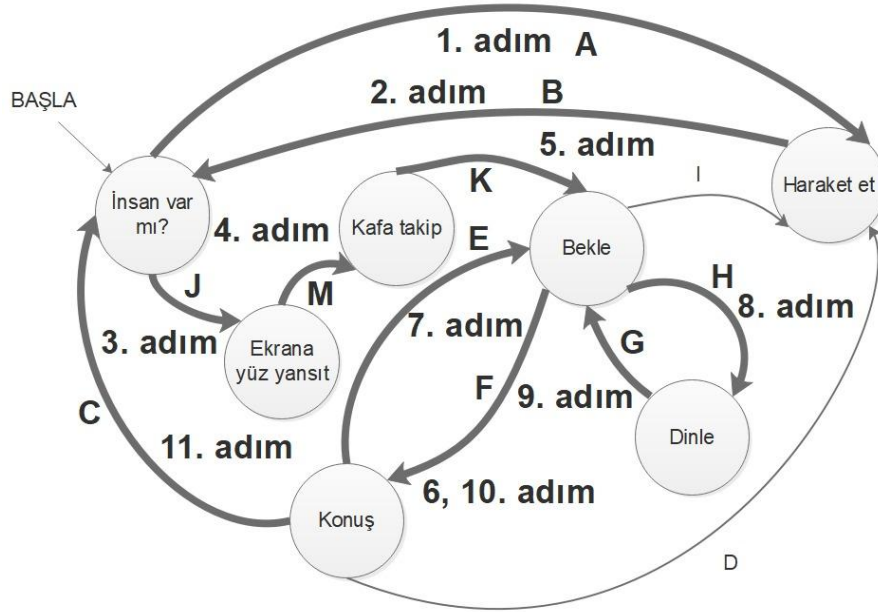 1. adım A
2. adım B
BAŞLA
5. adım
İnsan var
mı?
Kafa takip
K
I
Haraket et
4. adım
E
Bekle
J
M
H
8. adım
3. adım
Ekrana
yüz yansıt
7. adım
G
F
9. adım
C
Dinle
11. adım
6, 10. adım
Konuş
D